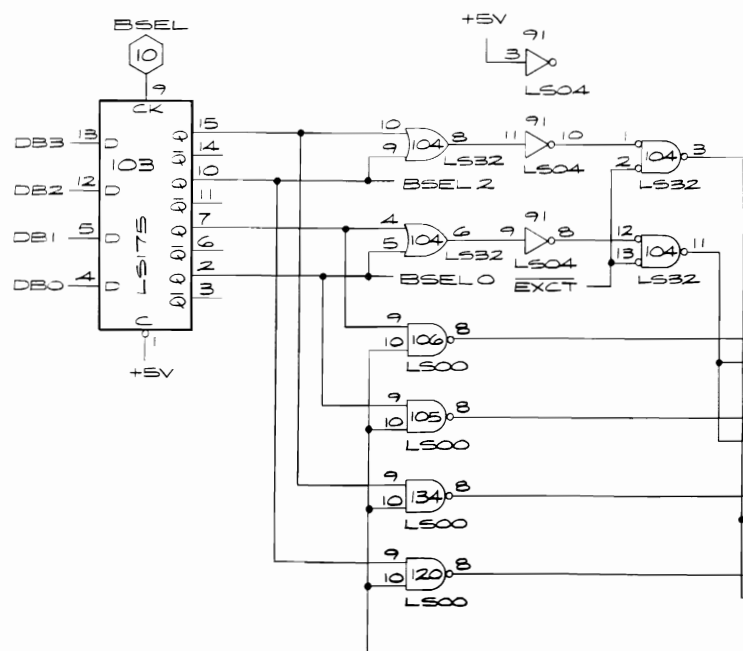 BSEL
10
9
CK
+5V
3
91
LS04
DB3 13 D
DB2 12 D
DB1 5 D
DB0 4 D
103
LS175
Q 15
Q 14
Q 10
Q 11
Q 7
Q 6
Q 2
Q 3
C
1
+5V
10
9
104
8
LS32
11
91
10
LS04
1
2
104
3
LS32
BSEL 2
4
5
104
6
LS32
9
91
8
LS04
12
13
104
11
LS32
BSEL 0
EXCT
9
10
106
8
LS00
9
10
105
8
LS00
9
10
134
8
LS00
9
10
120
8
LS00